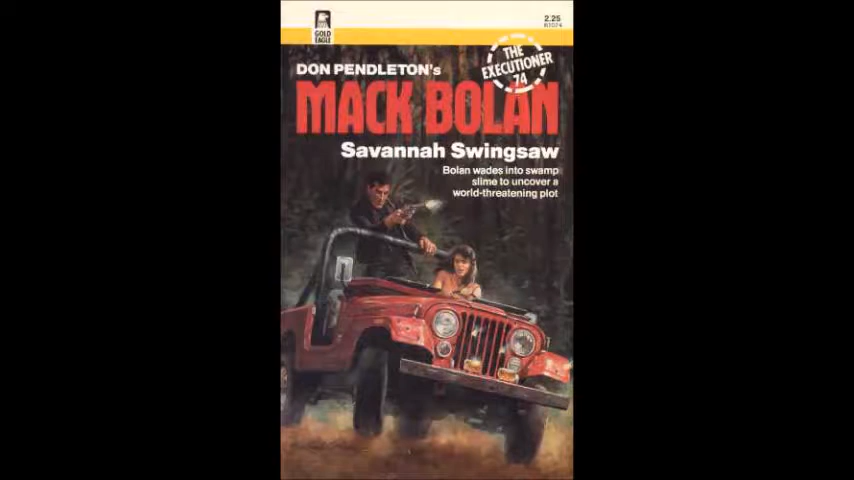 GOLD
EAGLE
2.25
THE
EXECUTIONER
74
DON PENDLETON's
MACK BOLAN
Savannah Swingsaw
Bolan wades into swamp
slime to uncover a
world-threatening plot